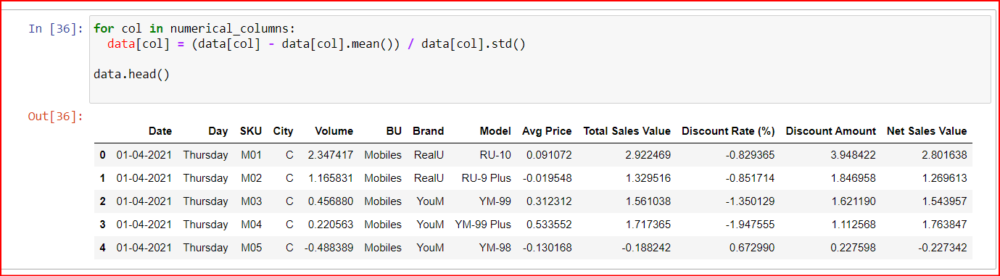 In [36]: for col in numerical_columns:
data[col] = (data[col] - data[col].mean()) / data[col].std()
data.head()
Out[36]:
Date Day SKU City Volume BU Brand Model Avg Price Total Sales Value Discount Rate (%) Discount Amount Net Sales Value
0 01-04-2021 Thursday M01 C 2.347417 Mobiles RealU RU-10 0.091072 2.922469 -0.829365 3.948422 2.801638
1 01-04-2021 Thursday M02 C 1.165831 Mobiles RealU RU-9 Plus -0.019548 1.329516 -0.851714 1.846958 1.269613
2 01-04-2021 Thursday M03 C 0.456880 Mobiles YouM YM-99 0.312312 1.561038 -1.350129 1.621190 1.543957
3 01-04-2021 Thursday M04 C 0.220563 Mobiles YouM YM-99 Plus 0.533552 1.717365 -1.947555 1.112568 1.763847
4 01-04-2021 Thursday M05 C -0.488389 Mobiles YouM YM-98 -0.130168 -0.188242 0.672990 0.227598 -0.227342